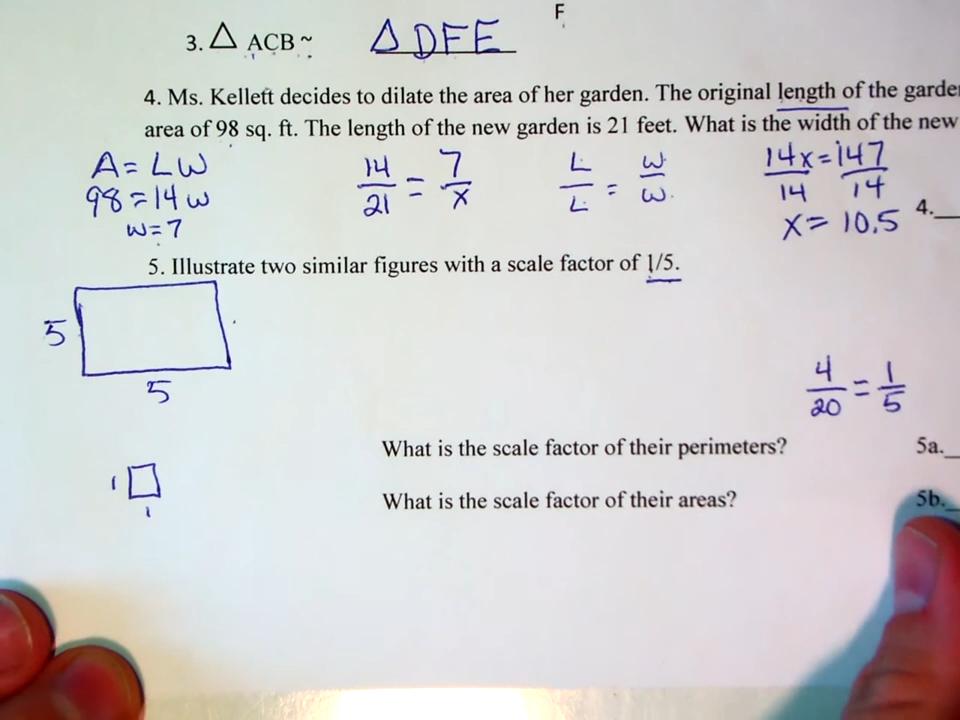 F
3. △ ACB ~ △ DFE
4. Ms. Kellett decides to dilate the area of her garden. The original length of the garde
area of 98 sq. ft. The length of the new garden is 21 feet. What is the width of the new
A = LW
98 = 14w
w = 7
14/21 = 7/x
L/L = w/w
14x/14 = 147/14
x = 10.5
4.
5. Illustrate two similar figures with a scale factor of 1/5.
5
5
4/20 = 1/5
What is the scale factor of their perimeters? 5a.
1
1
What is the scale factor of their areas? 5b.